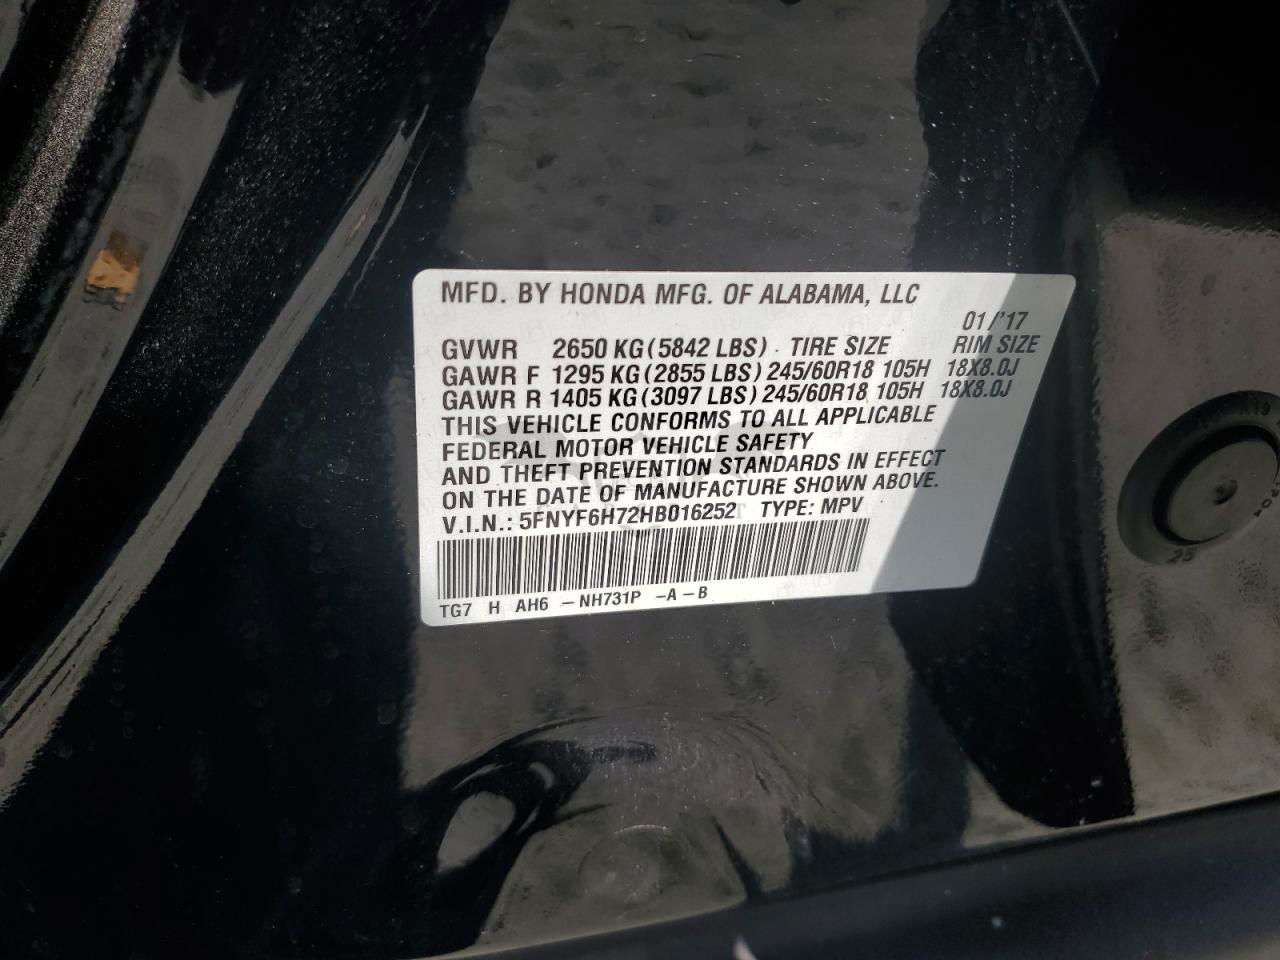 MFD. BY HONDA MFG. OF ALABAMA, LLC
01/'17
GVWR 2650 KG (5842 LBS) TIRE SIZE RIM SIZE
GAWR F 1295 KG (2855 LBS) 245/60R18 105H 18X8.0J
GAWR R 1405 KG (3097 LBS) 245/60R18 105H 18X8.0J
THIS VEHICLE CONFORMS TO ALL APPLICABLE
FEDERAL MOTOR VEHICLE SAFETY
AND THEFT PREVENTION STANDARDS IN EFFECT
ON THE DATE OF MANUFACTURE SHOWN ABOVE.
V.I.N.: 5FNYF6H72HB016252 TYPE: MPV
TG7 H AH6 -NH731P -A-B
25